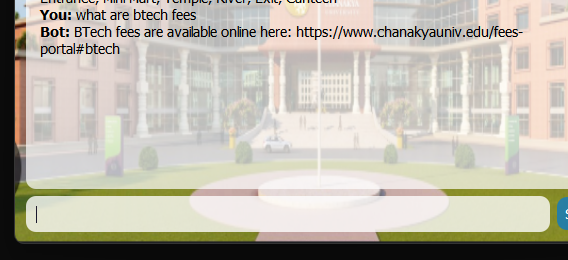 Entrance, Mini Mart, Temple, River, Exit, Canteen
You: what are btech fees
Bot: BTech fees are available online here: https://www.chanakyauniv.edu/fees-
portal#btech